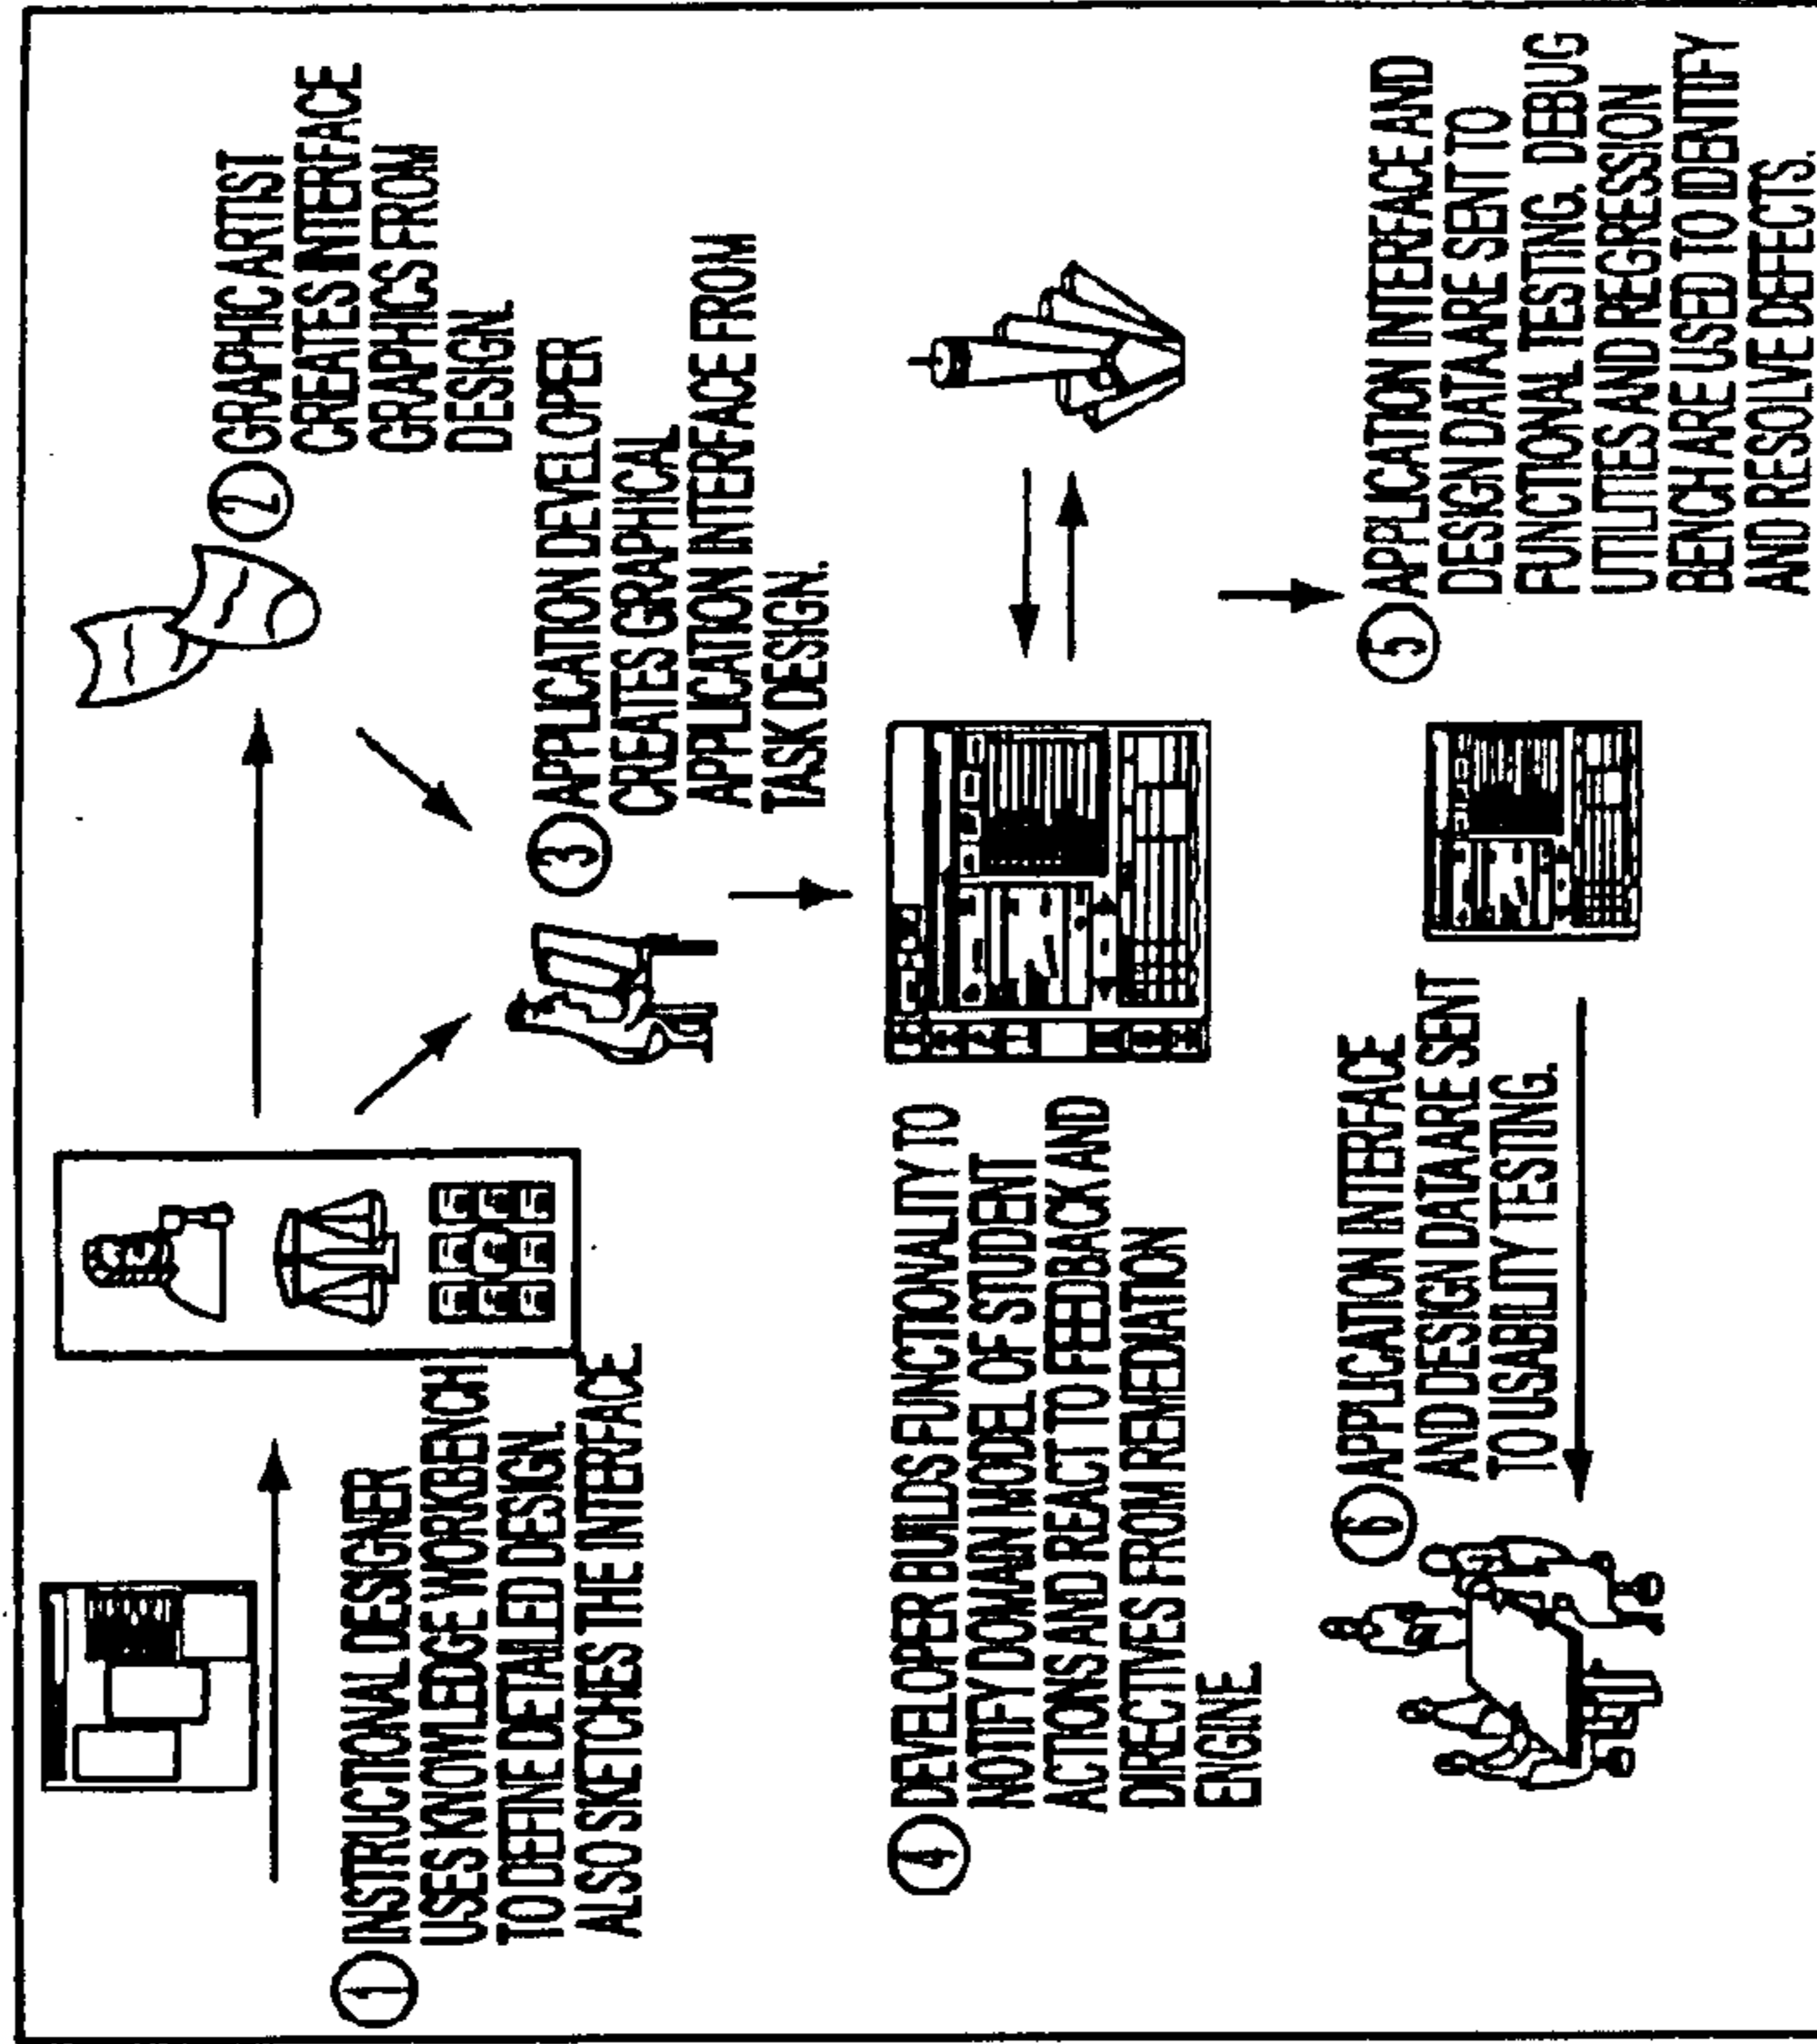 1 INSTRUCTIONAL DESIGNER
USES KNOWLEDGE WORKBENCH
TO DEFINE DETAILED DESIGN.
ALSO SKETCHES THE INTERFACE
2 GRAPHIC ARTIST
CREATES INTERFACE
GRAPHICS FROM
DESIGN.
3 APPLICATION DEVELOPER
CREATES GRAPHICAL
APPLICATION INTERFACE FROM
TASK DESIGN.
4 DEVELOPER BUILDS FUNCTIONALITY TO
NOTIFY DOMAIN MODEL OF STUDENT
ACTIONS AND REACT TO FEEDBACK AND
DIRECTIVES FROM REMEDIATION
ENGINE
5 APPLICATION INTERFACE AND
DESIGN DATA ARE SENT TO
FUNCTIONAL TESTING. DEBUG
UTILITIES AND REGRESSION
BENCH ARE USED TO IDENTIFY
AND RESOLVE DEFECTS.
6 APPLICATION INTERFACE
AND DESIGN DATA ARE SENT
TO USABILITY TESTING.